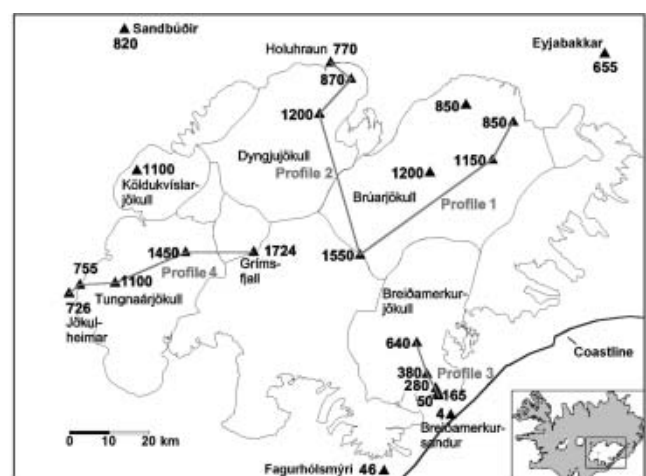 Sandbúðir
820
Holuhraun 770
870
Eyjabakkar
655
1200
850
850
Dyngjujökull
Profile 2
1100
Köldukvíslar-
jökull
1200
1150
Brúarjökull
Profile 1
1450
1724
1550
Gríms-
fjall
755
Profile 4
1100
Tungnaárjökull
726
Jökul-
heimar
Breiðamerkur-
jökull
640
Coastline
380
Profile 3
280
165
50
4
Breiðamerkur-
sandur
0 10 20 km
Fagurhólsmýri 46